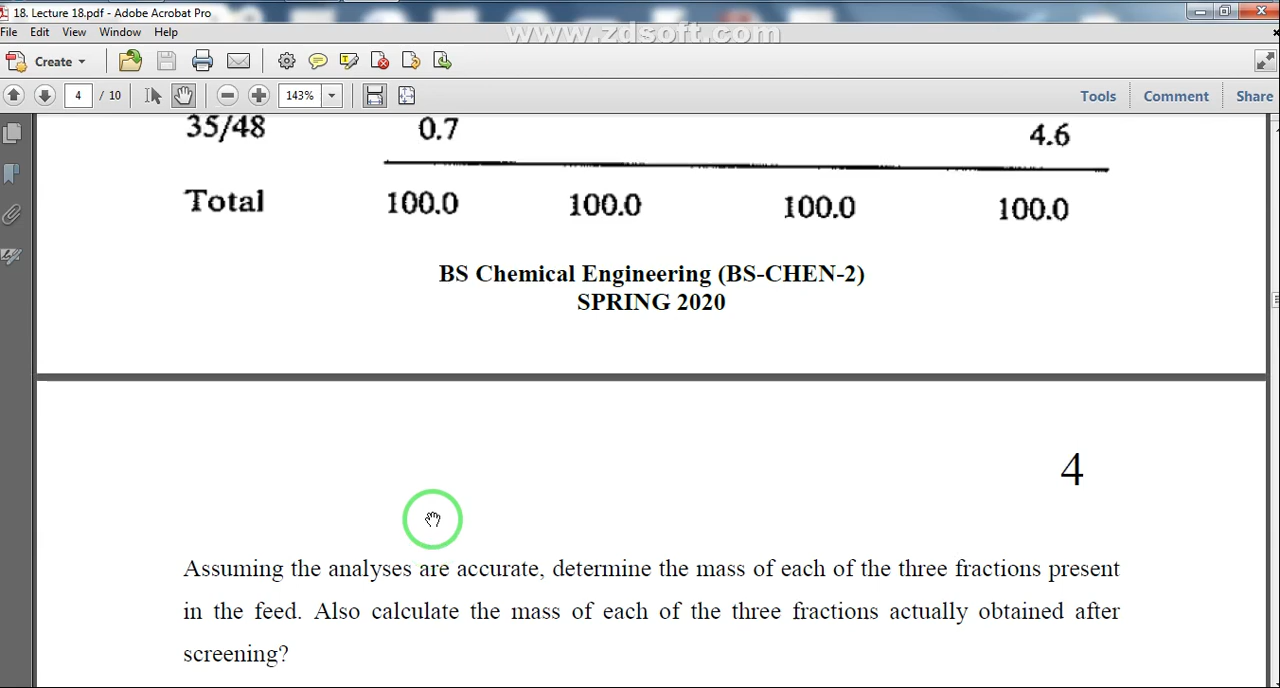 18. Lecture 18.pdf - Adobe Acrobat Pro
www.zdsoft.com
File Edit View Window Help
Create
4 / 10 143% Tools Comment Share
35/48 0.7 4.6
Total 100.0 100.0 100.0 100.0
BS Chemical Engineering (BS-CHEN-2)
SPRING 2020
4
Assuming the analyses are accurate, determine the mass of each of the three fractions present
in the feed. Also calculate the mass of each of the three fractions actually obtained after
screening?